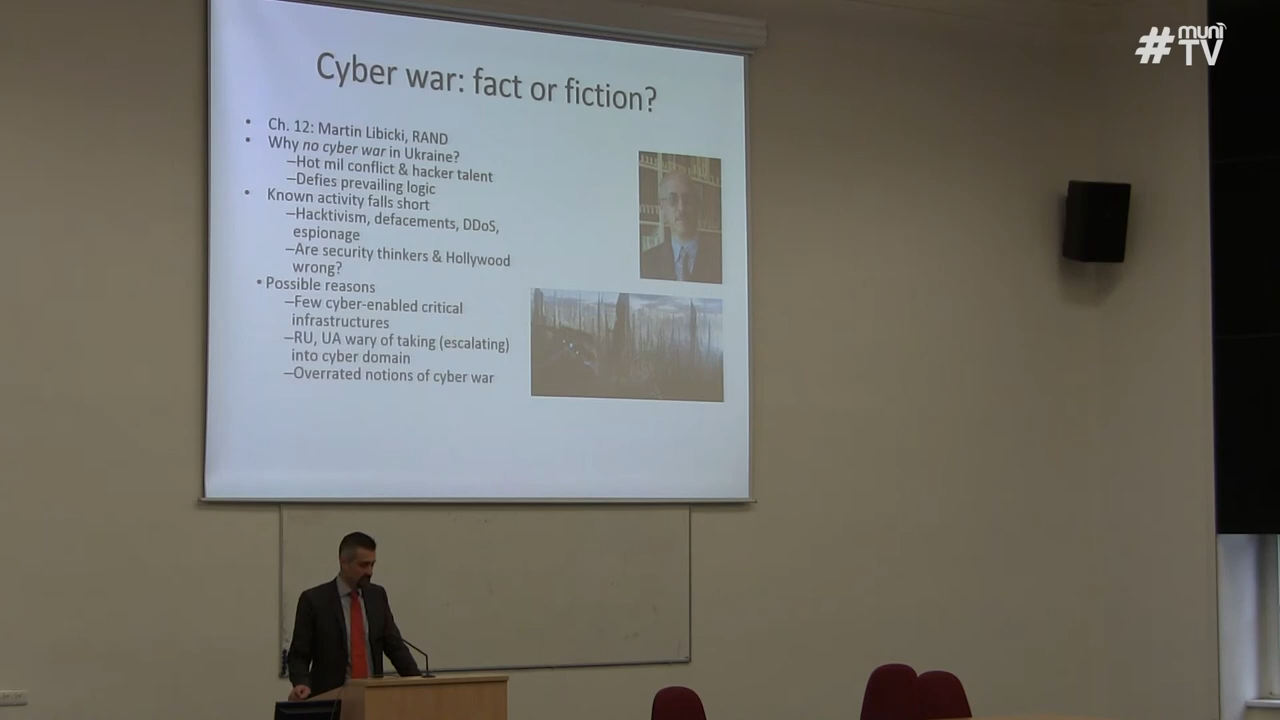 #muni
TV
Cyber war: fact or fiction?
• Ch. 12: Martin Libicki, RAND
• Why no cyber war in Ukraine?
–Hot mil conflict & hacker talent
–Defies prevailing logic
• Known activity falls short
–Hacktivism, defacements, DDoS,
espionage
–Are security thinkers & Hollywood
wrong?
• Possible reasons
–Few cyber-enabled critical
infrastructures
–RU, UA wary of taking (escalating)
into cyber domain
–Overrated notions of cyber war